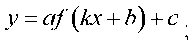 y = af(kx + b) + c ;